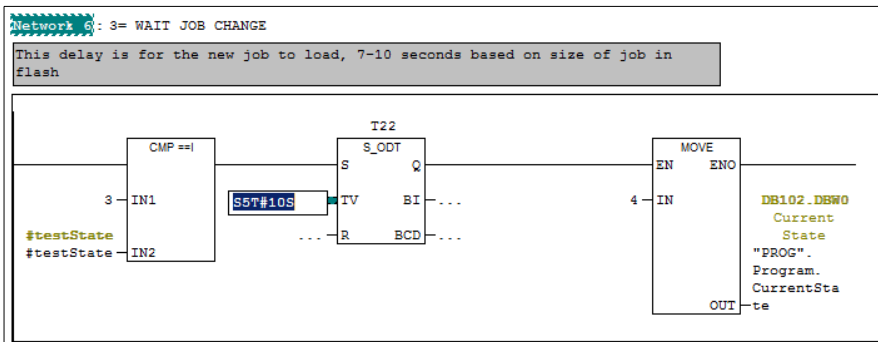 Network 6: 3= WAIT JOB CHANGE
This delay is for the new job to load, 7-10 seconds based on size of job in
flash
T22
CMP ==I
S_ODT
MOVE
S Q
EN ENO
3 IN1
S5T#10S TV BI ...
4 IN
DB102.DBW0
Current
State
"PROG".
Program.
CurrentSta
te
#testState
#testState IN2
... R BCD ...
OUT